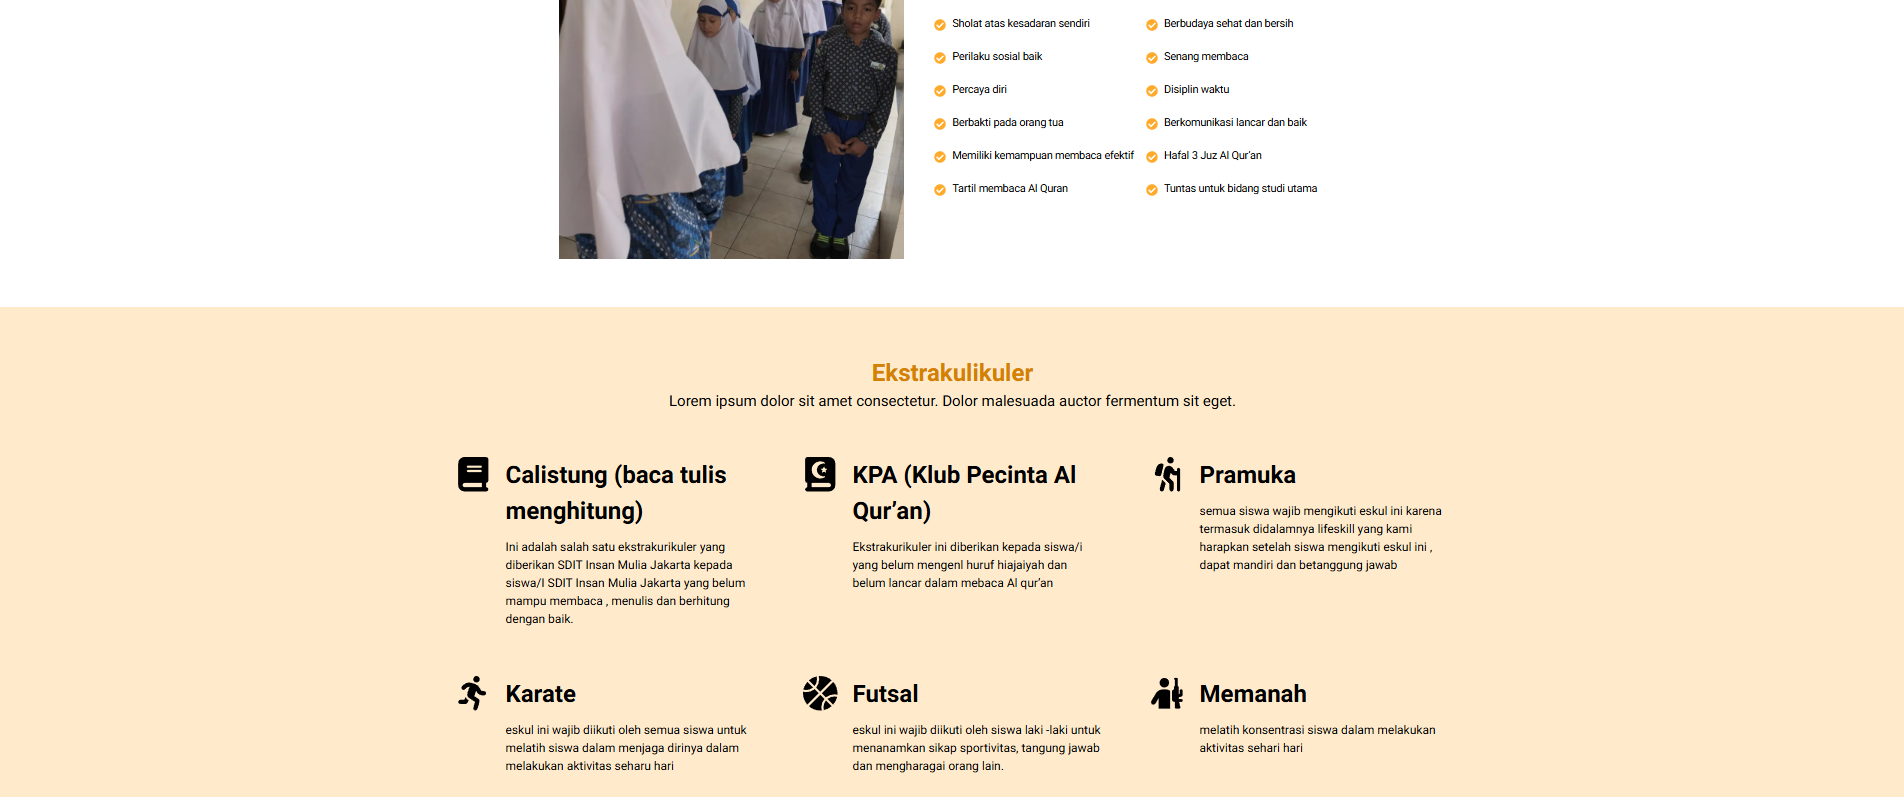 Sholat atas kesadaran sendiri
Berbudaya sehat dan bersih
Perilaku sosial baik
Senang membaca
Percaya diri
Disiplin waktu
Berbakti pada orang tua
Berkomunikasi lancar dan baik
Memiliki kemampuan membaca efektif
Hafal 3 Juz Al Qur’an
Tartil membaca Al Quran
Tuntas untuk bidang studi utama
Ekstrakulikuler
Lorem ipsum dolor sit amet consectetur. Dolor malesuada auctor fermentum sit eget.
Calistung (baca tulis
menghitung)
Ini adalah salah satu ekstrakurikuler yang
diberikan SDIT Insan Mulia Jakarta kepada
siswa/I SDIT Insan Mulia Jakarta yang belum
mampu membaca , menulis dan berhitung
dengan baik.
KPA (Klub Pecinta Al
Qur’an)
Ekstrakurikuler ini diberikan kepada siswa/i
yang belum mengenl huruf hiajaiyah dan
belum lancar dalam mebaca Al qur’an
Pramuka
semua siswa wajib mengikuti eskul ini karena
termasuk didalamnya lifeskill yang kami
harapkan setelah siswa mengikuti eskul ini ,
dapat mandiri dan betanggung jawab
Karate
eskul ini wajib diikuti oleh semua siswa untuk
melatih siswa dalam menjaga dirinya dalam
melakukan aktivitas seharu hari
Futsal
eskul ini wajib diikuti oleh siswa laki -laki untuk
menanamkan sikap sportivitas, tangung jawab
dan mengharagai orang lain.
Memanah
melatih konsentrasi siswa dalam melakukan
aktivitas sehari hari